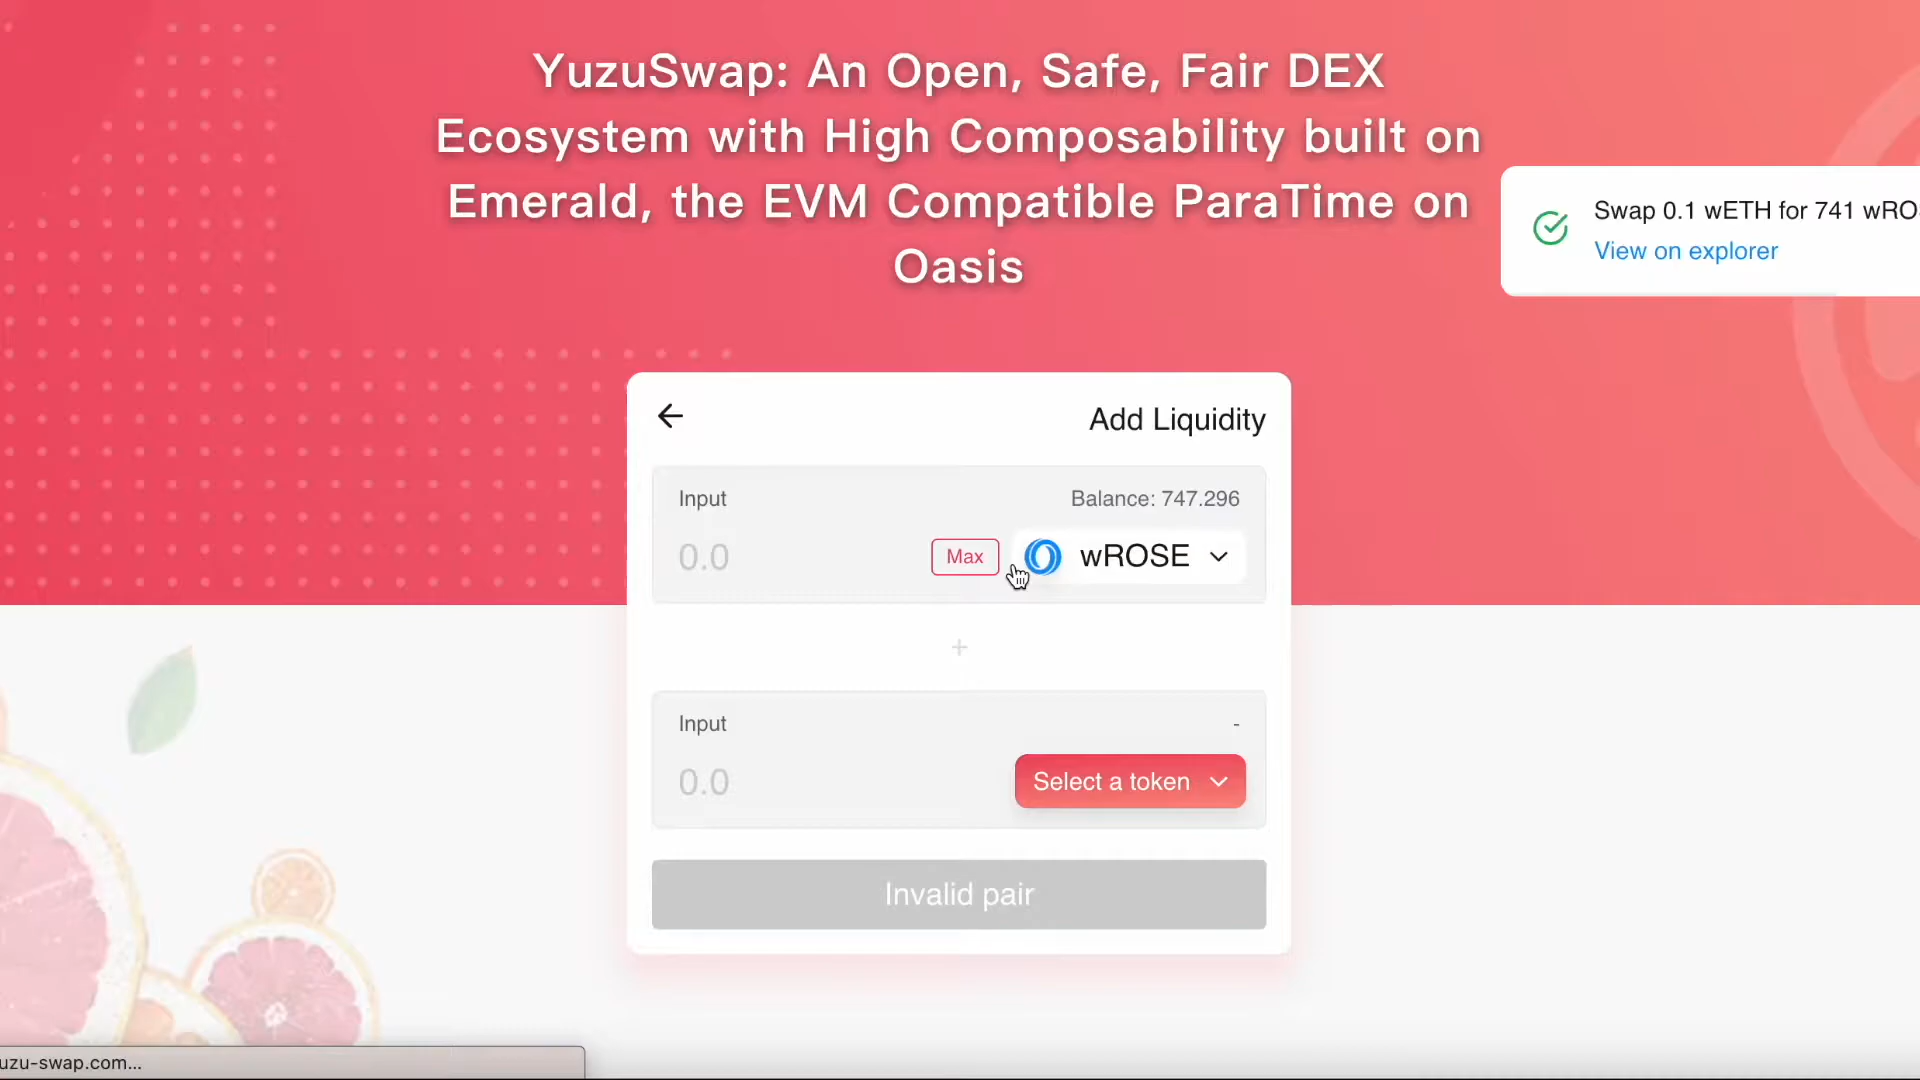 YuzuSwap: An Open, Safe, Fair DEX
Ecosystem with High Composability built on
Emerald, the EVM Compatible ParaTime on
Oasis
Swap 0.1 wETH for 741 wRO
View on explorer
Add Liquidity
Input
Balance: 747.296
0.0
Max
wROSE
+
Input
-
0.0
Select a token
Invalid pair
uzu-swap.com...